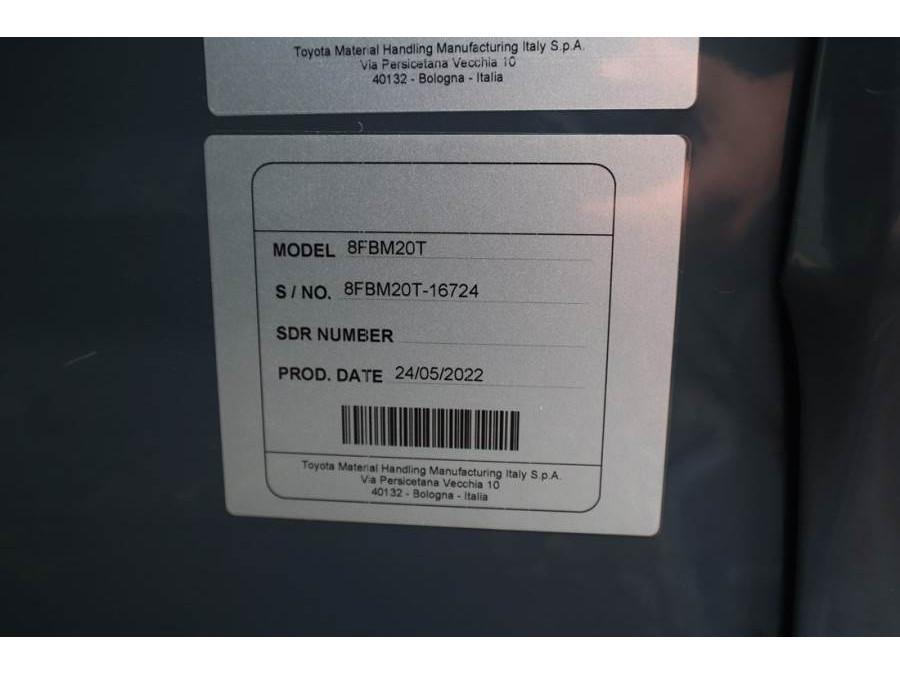 Toyota Material Handling Manufacturing Italy S.p.A.
Via Persicetana Vecchia 10
40132 - Bologna - Italia
MODEL 8FBM20T
S / NO. 8FBM20T-16724
SDR NUMBER
PROD. DATE 24/05/2022
Toyota Material Handling Manufacturing Italy S.p.A.
Via Persicetana Vecchia 10
40132 - Bologna - Italia